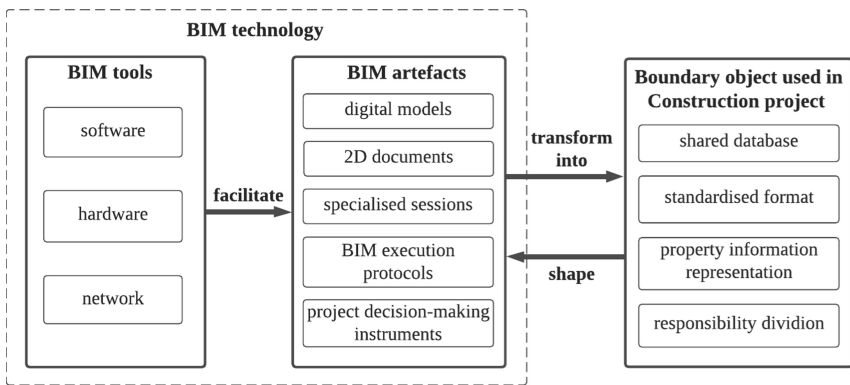 BIM technology
BIM tools
software
hardware
network
facilitate
BIM artefacts
digital models
2D documents
specialised sessions
BIM execution
protocols
project decision-making
instruments
transform
into
shape
Boundary object used in
Construction project
shared database
standardised format
property information
representation
responsibility dividion